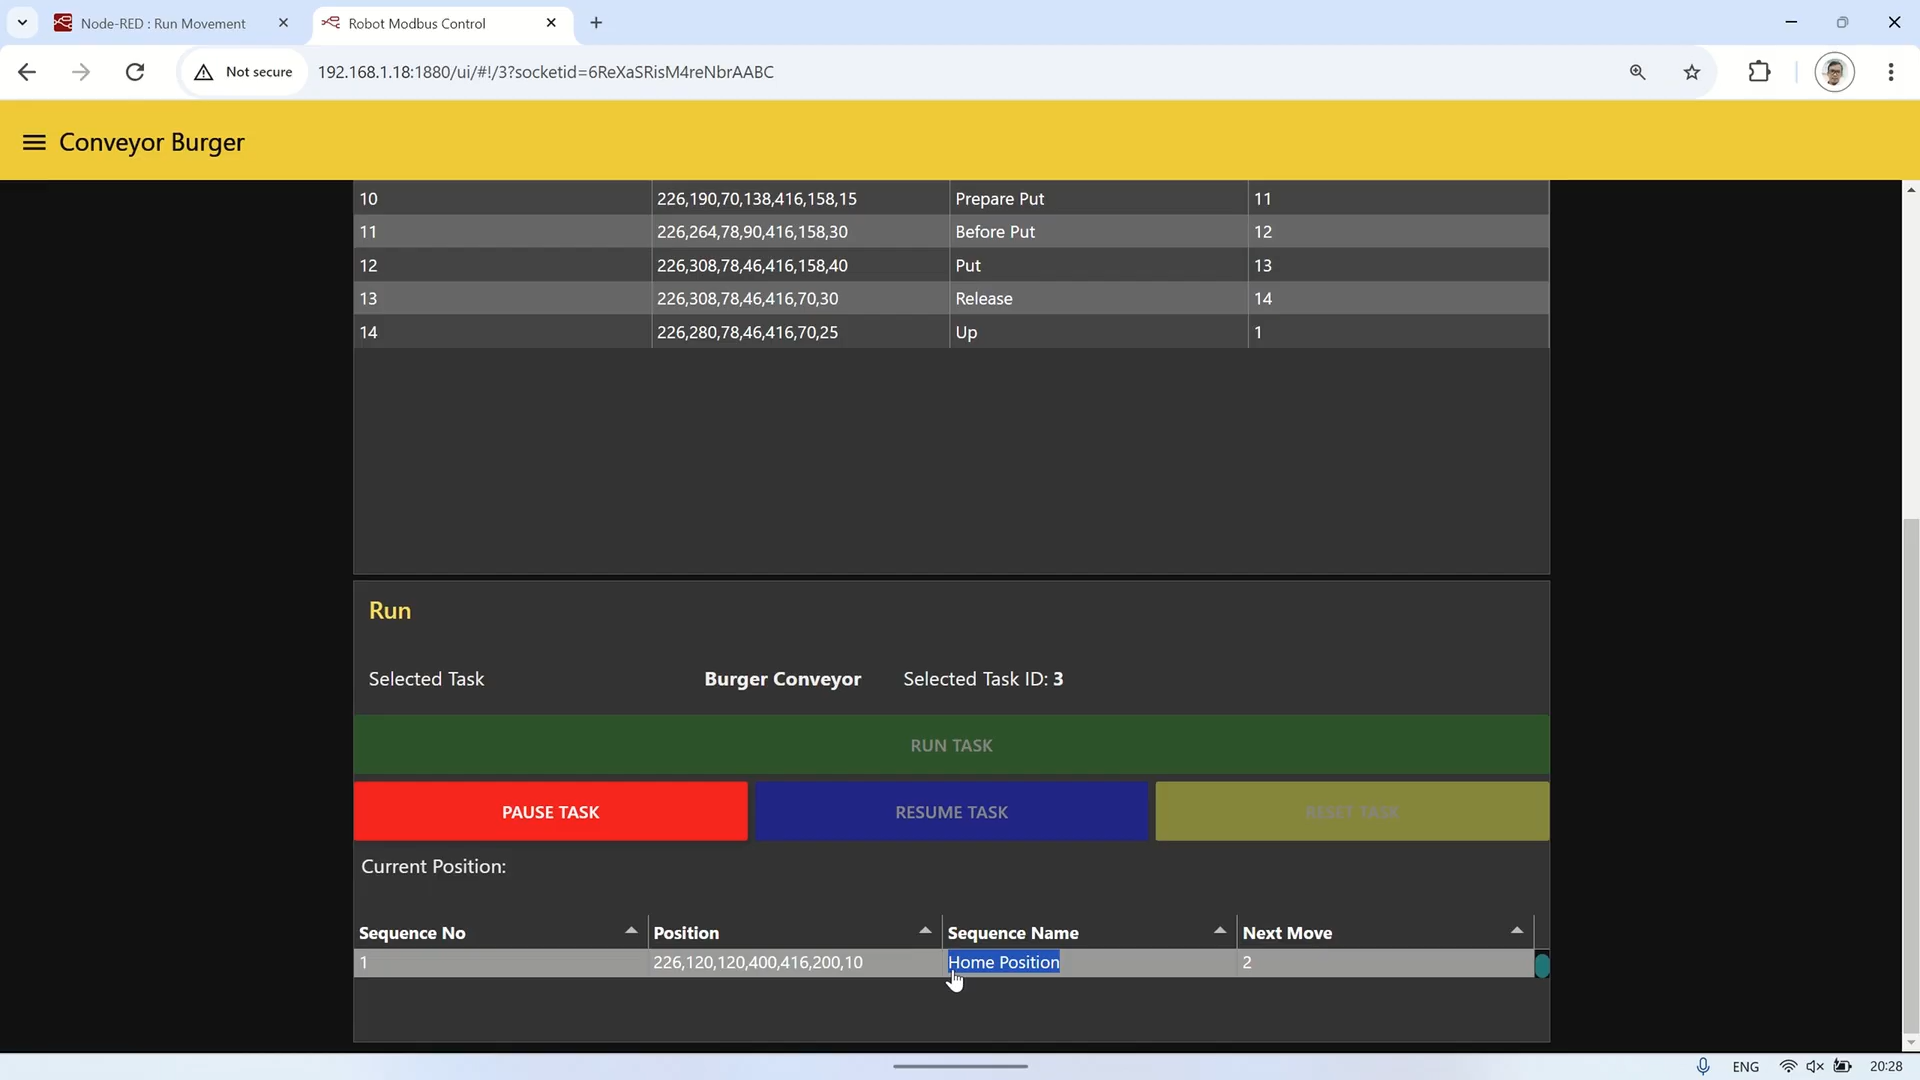 Node-RED : Run Movement
Robot Modbus Control
Not secure
192.168.1.18:1880/ui/#!/3?socketid=6ReXaSRisM4reNbrAABC
Conveyor Burger
10 226,190,70,138,416,158,15 Prepare Put 11
11 226,264,78,90,416,158,30 Before Put 12
12 226,308,78,46,416,158,40 Put 13
13 226,308,78,46,416,70,30 Release 14
14 226,280,78,46,416,70,25 Up 1
Run
Selected Task Burger Conveyor Selected Task ID: 3
RUN TASK
PAUSE TASK RESUME TASK RESET TASK
Current Position:
Sequence No Position Sequence Name Next Move
1 226,120,120,400,416,200,10 Home Position 2
ENG 20:28